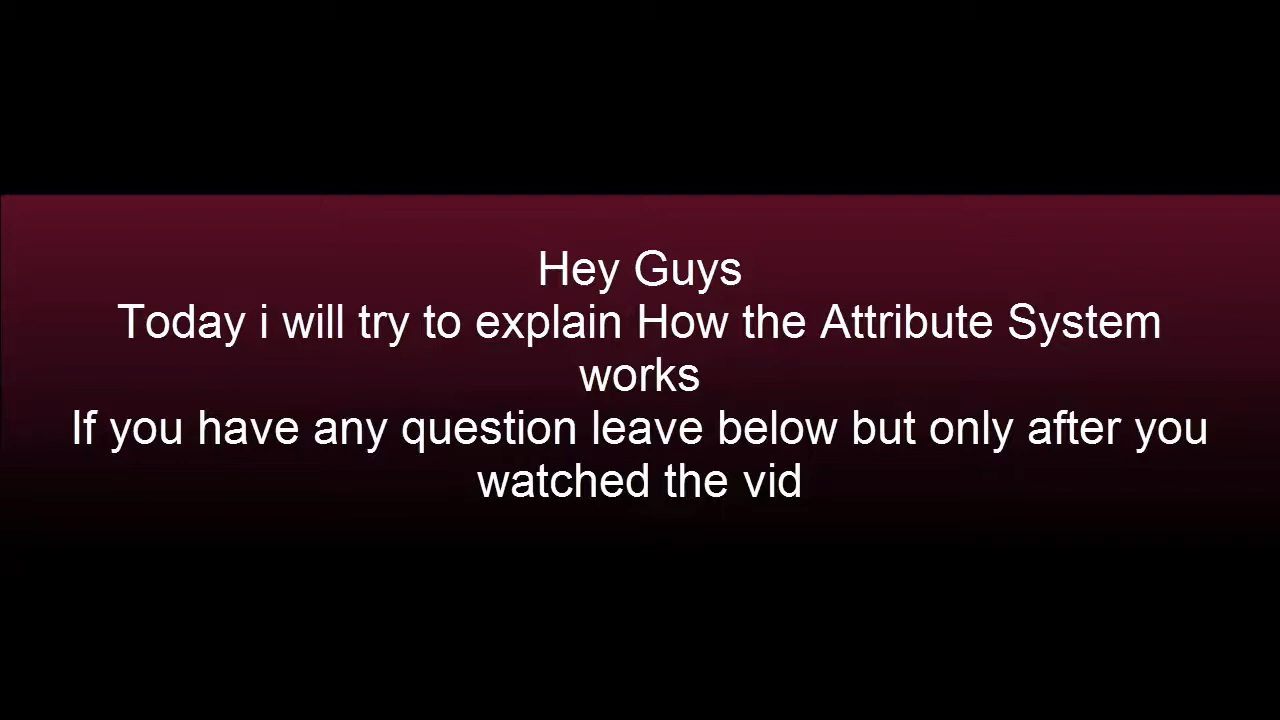 Hey Guys
Today i will try to explain How the Attribute System
works
If you have any question leave below but only after you
watched the vid